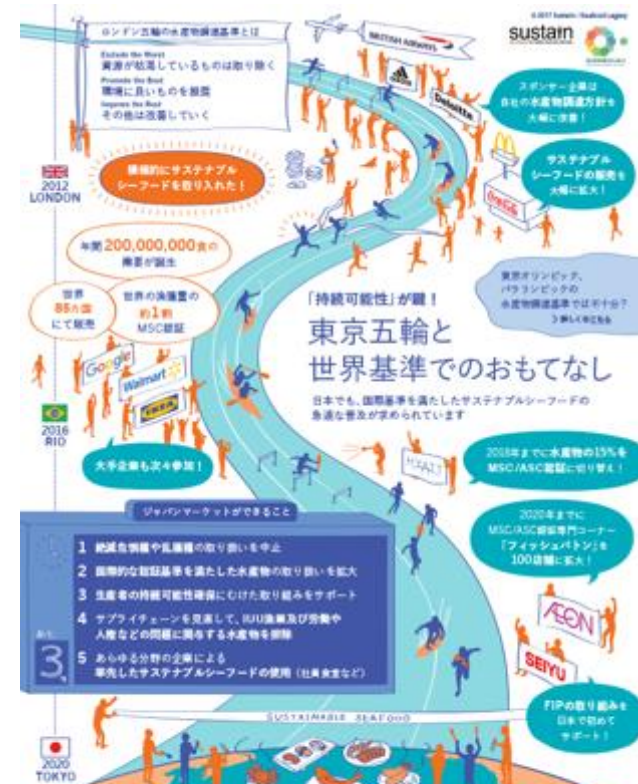 © 2017 Sustain / Seafood Legacy
sustain
ロンドン五輪の水産物調達基準とは
Exclude the Worst
資源が枯渇しているものは取り除く
Promote the Best
環境に良いものを推奨
Improve the Rest
その他は改善していく
BRITISH AIRWAYS
adidas
Deloitte
スポンサー企業は
自社の水産物調達方針を
大幅に改善！
2012
LONDON
積極的にサステナブル
シーフードを取り入れた！
サステナブル
シーフードの販売を
大幅に拡大！
Coca-Cola
年間200,000,000食の
需要が誕生
世界
にて販売
世界の漁獲量の
約1割
MSC認証
東京オリンピック、
パラリンピックの
水産物調達基準では不十分？
詳しくはこちら
「持続可能性」が鍵！
東京五輪と
世界基準でのおもてなし
日本でも、国際基準を満たしたサステナブルシーフードの
急速な普及が求められています
Google
Walmart
IKEA
2016
RIO
大手企業も次々参加！
HYATT
2018年までに水産物の15%を
MSC/ASC認証に切り替え！
ジャパンマーケットができること
1 絶滅危惧種や乱獲種の取り扱いを中止
2 国際的な認証基準を満たした水産物の取り扱いを拡大
3 生産者の持続可能性確保にむけた取り組みをサポート
4 サプライチェーンを見直して、IUU漁業及び労働や
人権などの問題に関与する水産物を排除
5 あらゆる分野の企業による
率先したサステナブルシーフードの使用（社員食堂など）
あと
3年
2020年までに
MSC/ASC認証専門コーナー
「フィッシュバトン」を
100店舗に拡大！
ÆON
SEIYU
FIPの取り組みを
日本で初めて
サポート！
SUSTAINABLE SEAFOOD
2020
TOKYO